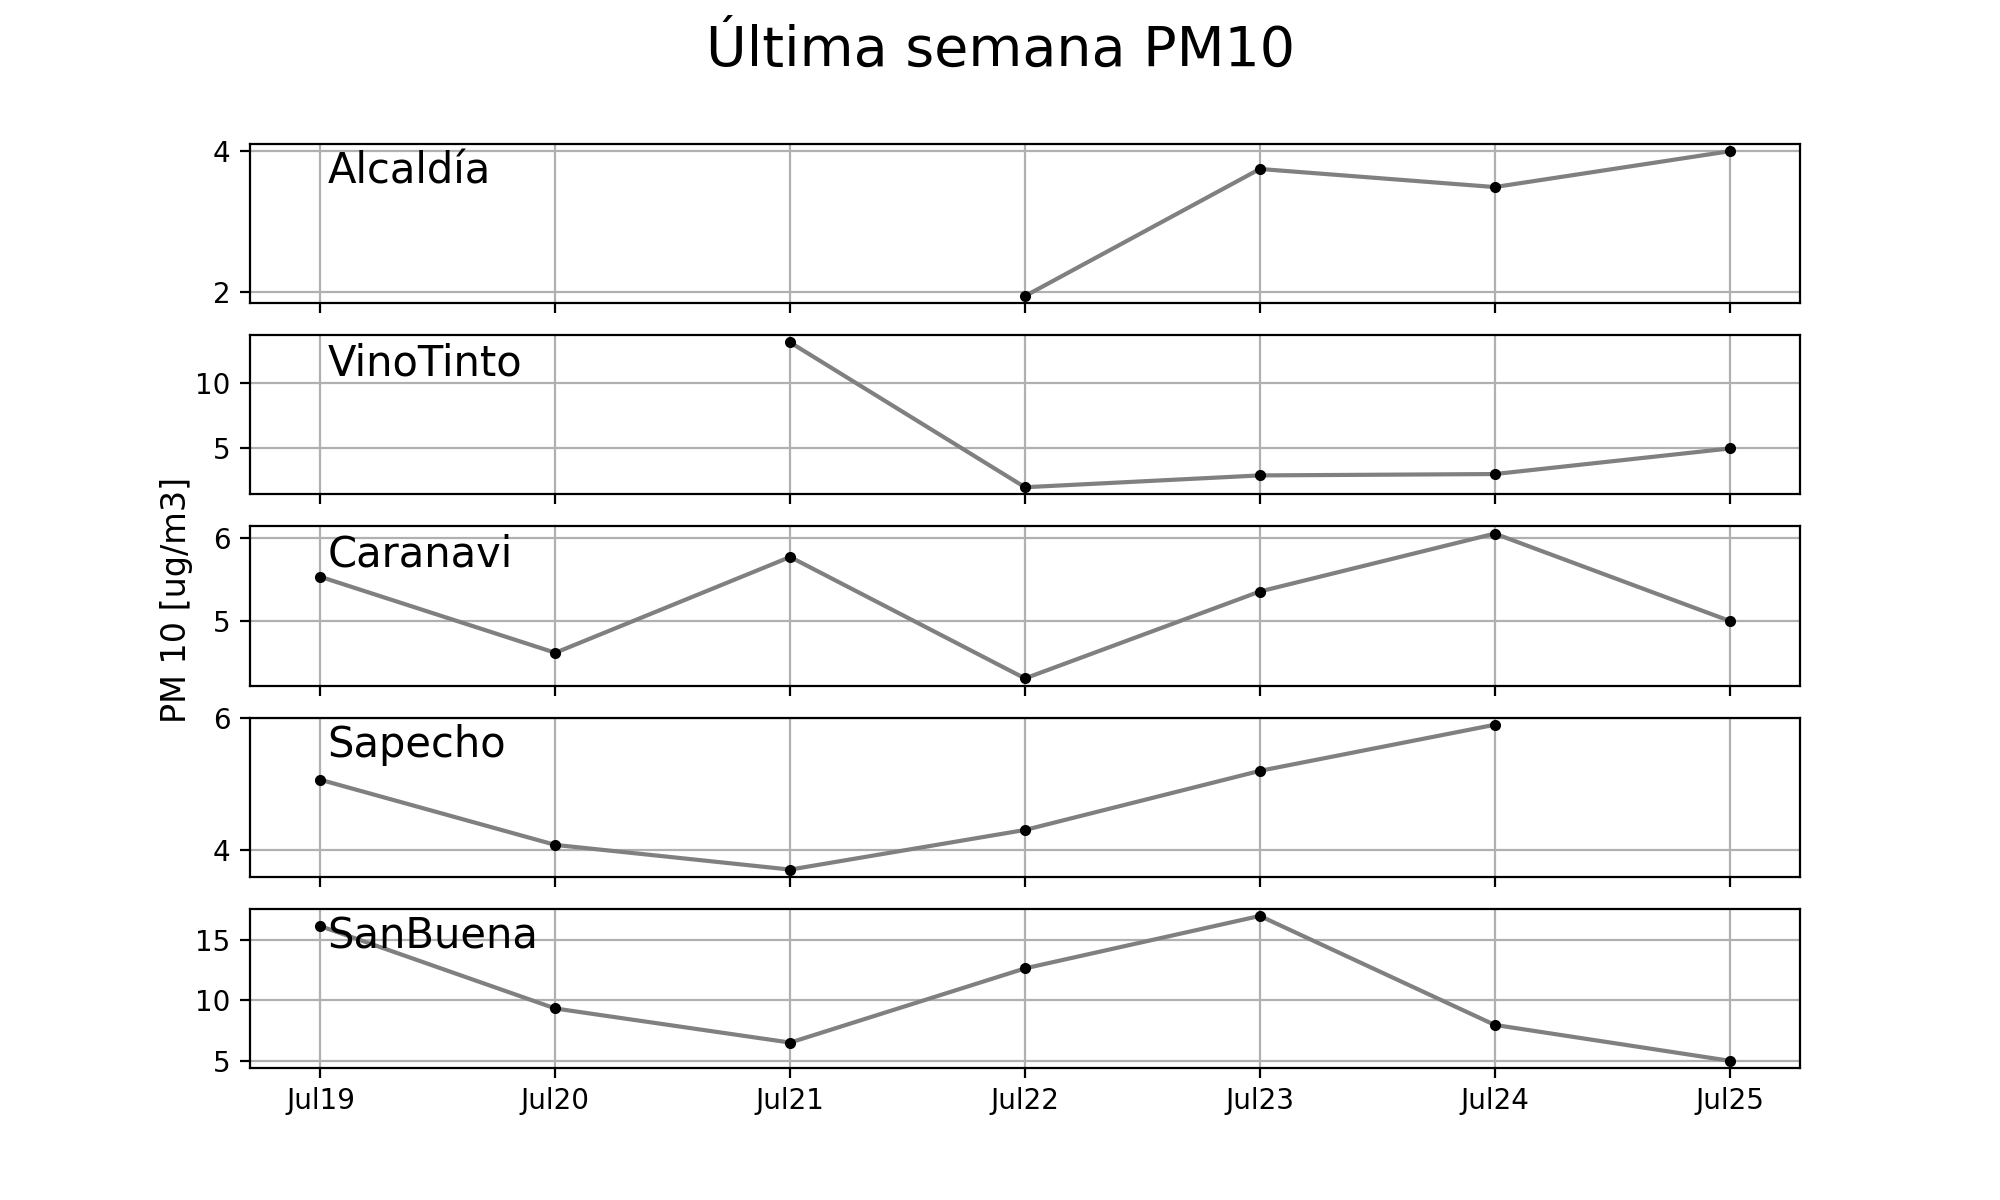 Última semana PM10
Alcaldía
4
2
VinoTinto
10
5
PM 10 [ug/m3]
Caranavi
6
5
Sapecho
6
4
SanBuena
15
10
5
Jul19 Jul20 Jul21 Jul22 Jul23 Jul24 Jul25